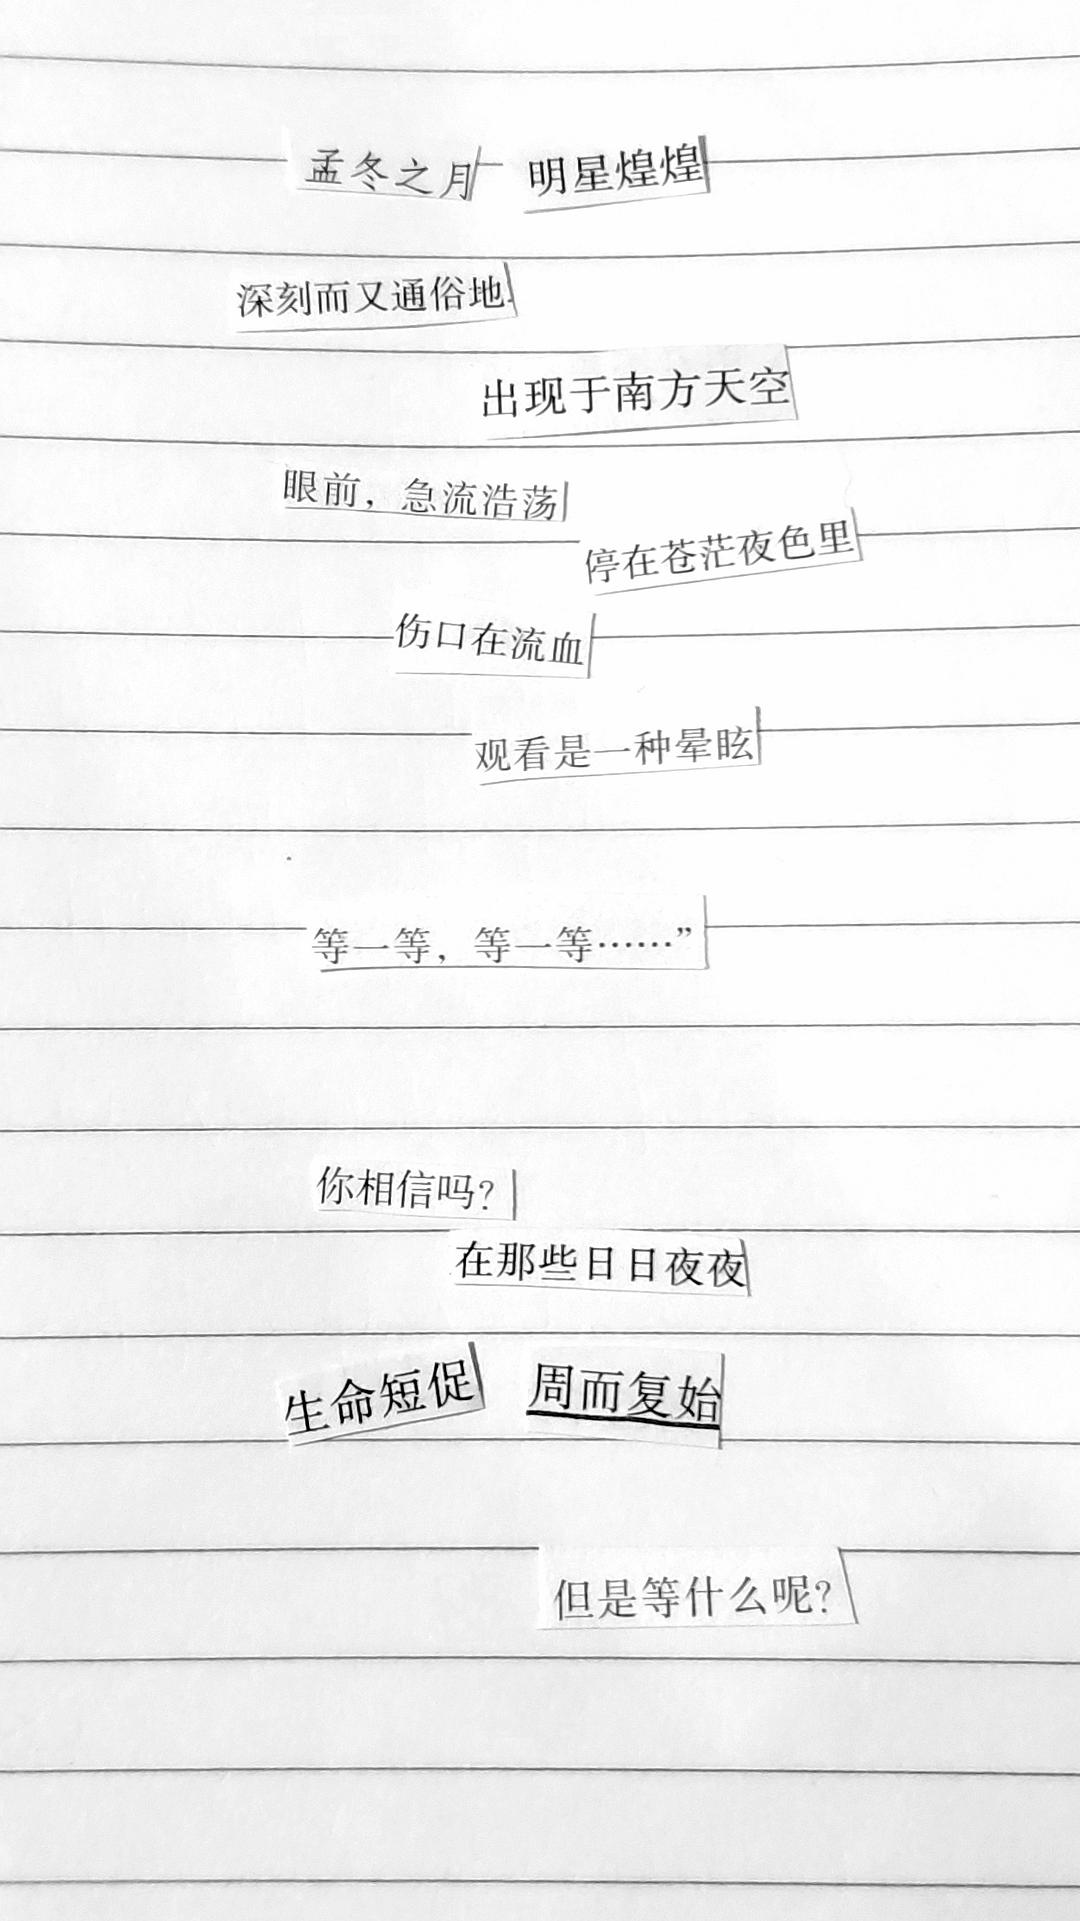 孟冬之月 明星煌煌
深刻而又通俗地
出现于南方天空
眼前，急流浩荡
停在苍茫夜色里
伤口在流血
观看是一种晕眩
等一等，等一等……”
你相信吗？
在那些日日夜夜
生命短促 周而复始
但是等什么呢？